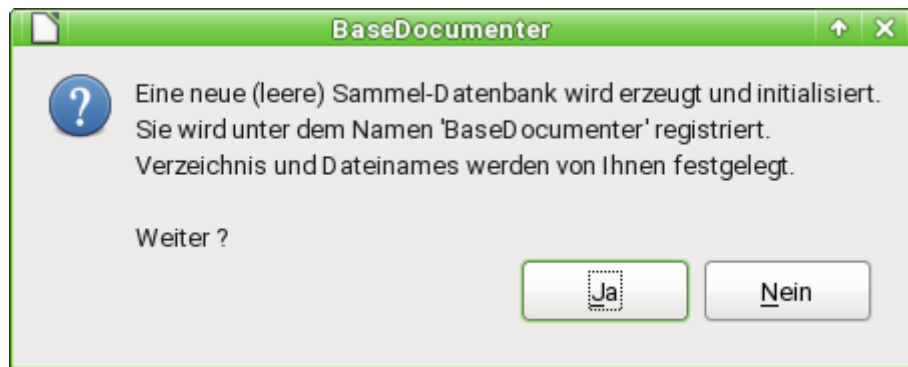 BaseDocumenter
Eine neue (leere) Sammel-Datenbank wird erzeugt und initialisiert.
Sie wird unter dem Namen 'BaseDocumenter' registriert.
Verzeichnis und Dateinames werden von Ihnen festgelegt.
Weiter ?
Ja
Nein